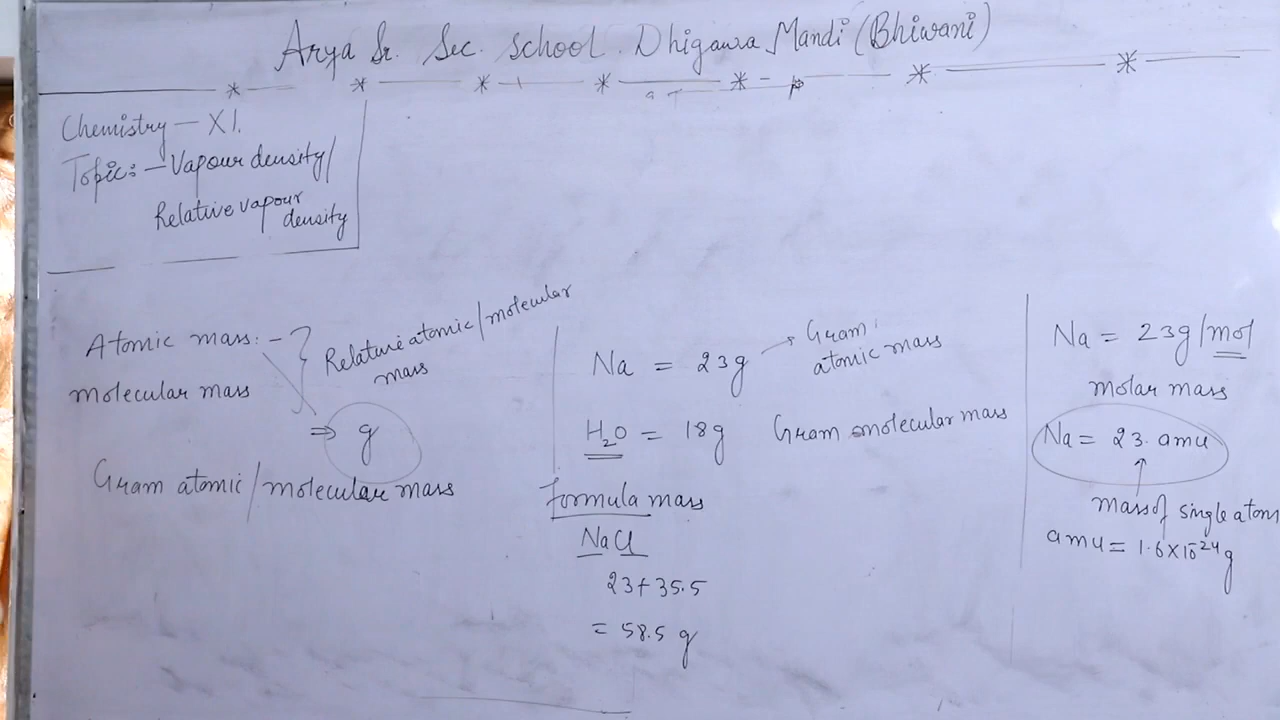 Arya Sr. Sec. School. Dhigawa Mandi (Bhiwani)
Chemistry - XI.
Topic: - Vapour density/
Relative vapour
density
Atomic mass: -
molecular mass
Relative atomic/molecular
mass
⇒ g
Gram atomic/molecular mass
Na = 23g → Gram
atomic mass
H₂O = 18g Gram molecular mass
Formula mass
NaCl
23+35.5
= 58.5 g
Na = 23g/mol
molar mass
Na = 23. amu
mass of single atom
amu = 1.6×10⁻²⁴g